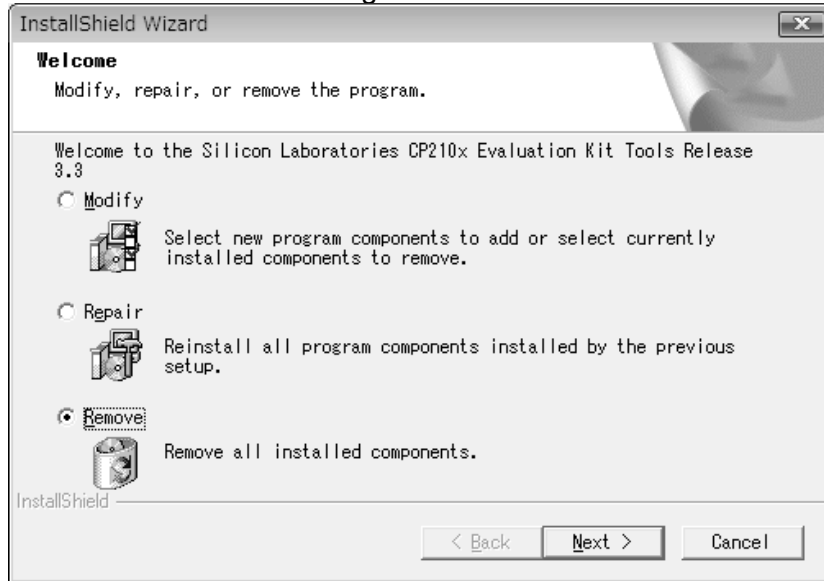 InstallShield Wizard
Welcome
Modify, repair, or remove the program.
Welcome to the Silicon Laboratories CP210x Evaluation Kit Tools Release
3.3
Modify
Select new program components to add or select currently
installed components to remove.
Repair
Reinstall all program components installed by the previous
setup.
Remove
Remove all installed components.
InstallShield
< Back Next > Cancel